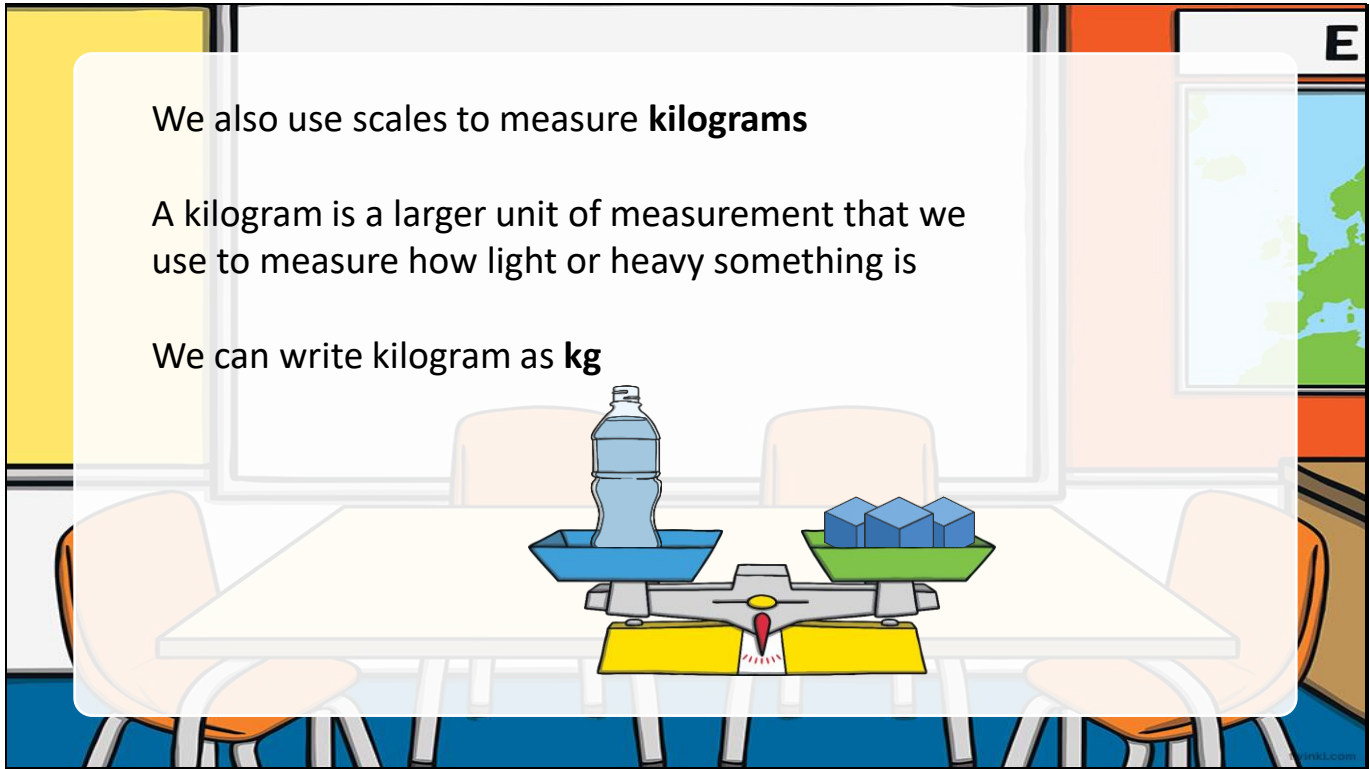 E
We also use scales to measure kilograms
A kilogram is a larger unit of measurement that we
use to measure how light or heavy something is
We can write kilogram as kg